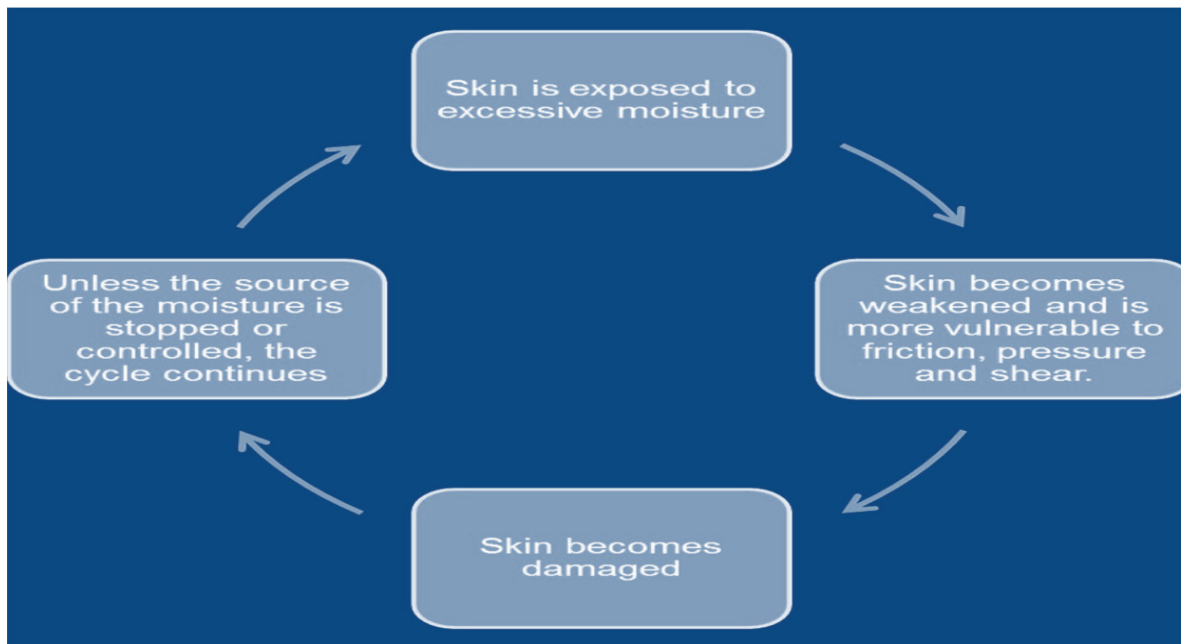 Skin is exposed to
excessive moisture
Skin becomes
weakened and is
more vulnerable to
friction, pressure
and shear.
Skin becomes
damaged
Unless the source
of the moisture is
stopped or
controlled, the
cycle continues